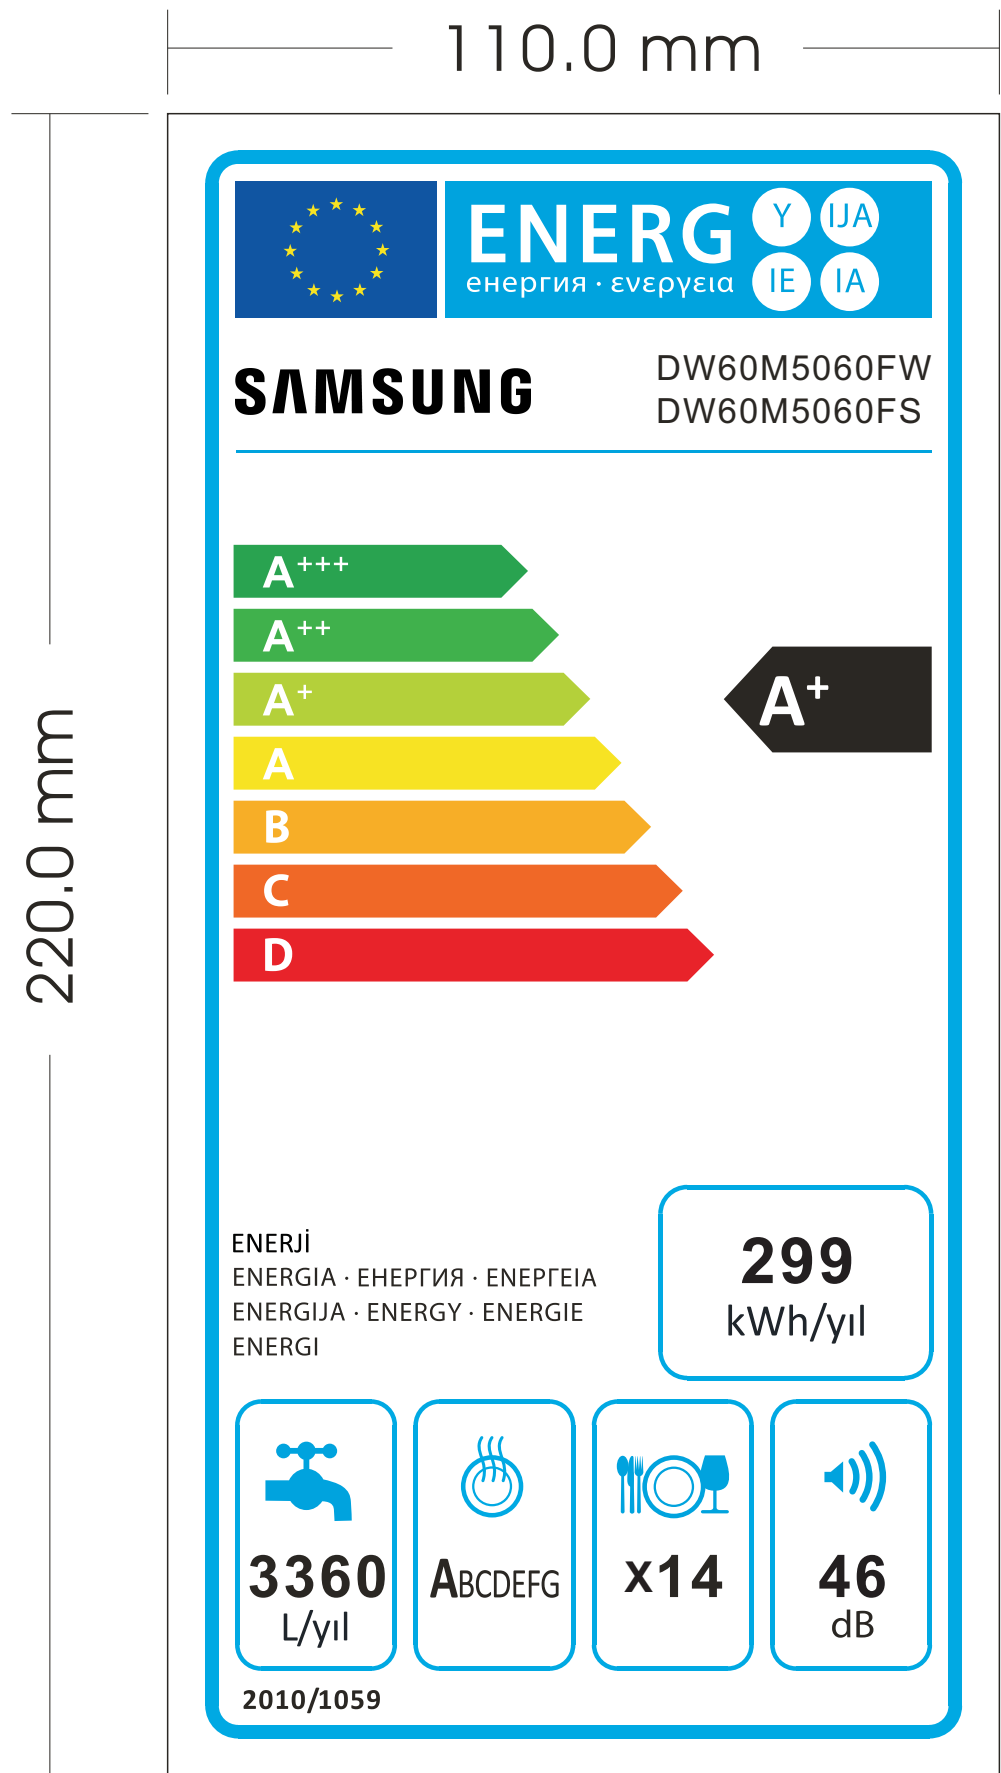 110.0 mm
220.0 mm
ENERG Y IJA
енергия · ενεργεια IE IA
SAMSUNG
DW60M5060FW
DW60M5060FS
A+++
A++
A+
A+
A
B
C
D
ENERJİ
ENERGIA · ЕНЕРГИЯ · ΕΝΕΡΓΕΙΑ
ENERGIJA · ENERGY · ENERGIE
ENERGI
299
kWh/yıl
3360
L/yıl
ABCDEFG
x14
46
dB
2010/1059